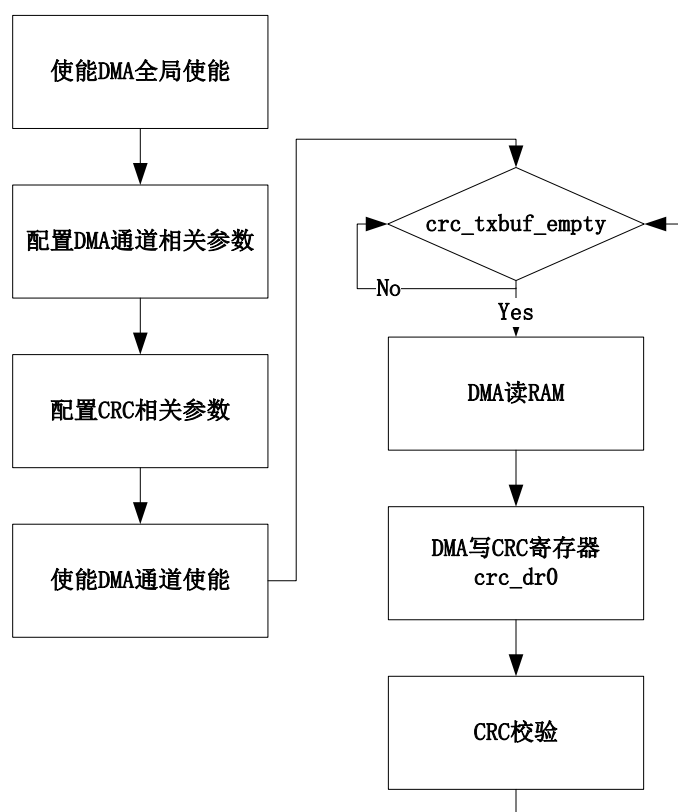 使能DMA全局使能
配置DMA通道相关参数
配置CRC相关参数
使能DMA通道使能
crc_txbuf_empty
No
Yes
DMA读RAM
DMA写CRC寄存器
crc_dr0
CRC校验